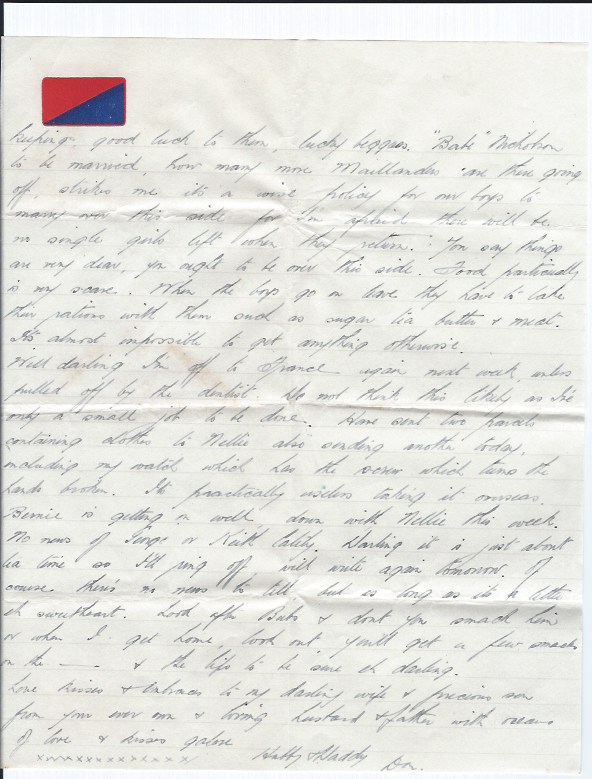 keeping, good luck to them, lucky beggars. "Babe" Nicholson
to be married, how many more Maitlanders are there going
off, strikes me it's a wise policy for our boys to
marry over this side for I'm afraid there will be
no single girls left when they return. You say things
are very dear, you ought to be over this side. Food particually
is very scarce. When the boys go on leave they have to take
their rations with them such as sugar tea butter & meat.
Its almost impossible to get anything otherwise.
Well darling I'm off to France again next week, unless
pulled off by the dentist. Do not think this likely as I've
only a small job to be done. Have sent two parcels
containing clothes to Nellie also sending another today,
including my watch which has the screw which turns the
hands broken. Its practically useless taking it overseas.
Bernie is getting on well, down with Nellie this week.
No news of or Keith lately. Darling it is just about
tea time so I'll ring off will write again tomorrow. Of
course there's no news to tell but as long as its a letter
eh sweetheart. Look after Bubs & dont you smack him
or when I get home, look out, you'll get a few smacks
on the —— & the lips to be sure eh darling.
Love kisses & embraces to my darling wife & precious son
from your ever & loving husband & father with oceans
of love & kisses galore
Hubby & Daddy Don.
xxxxxxxxxxxxxx